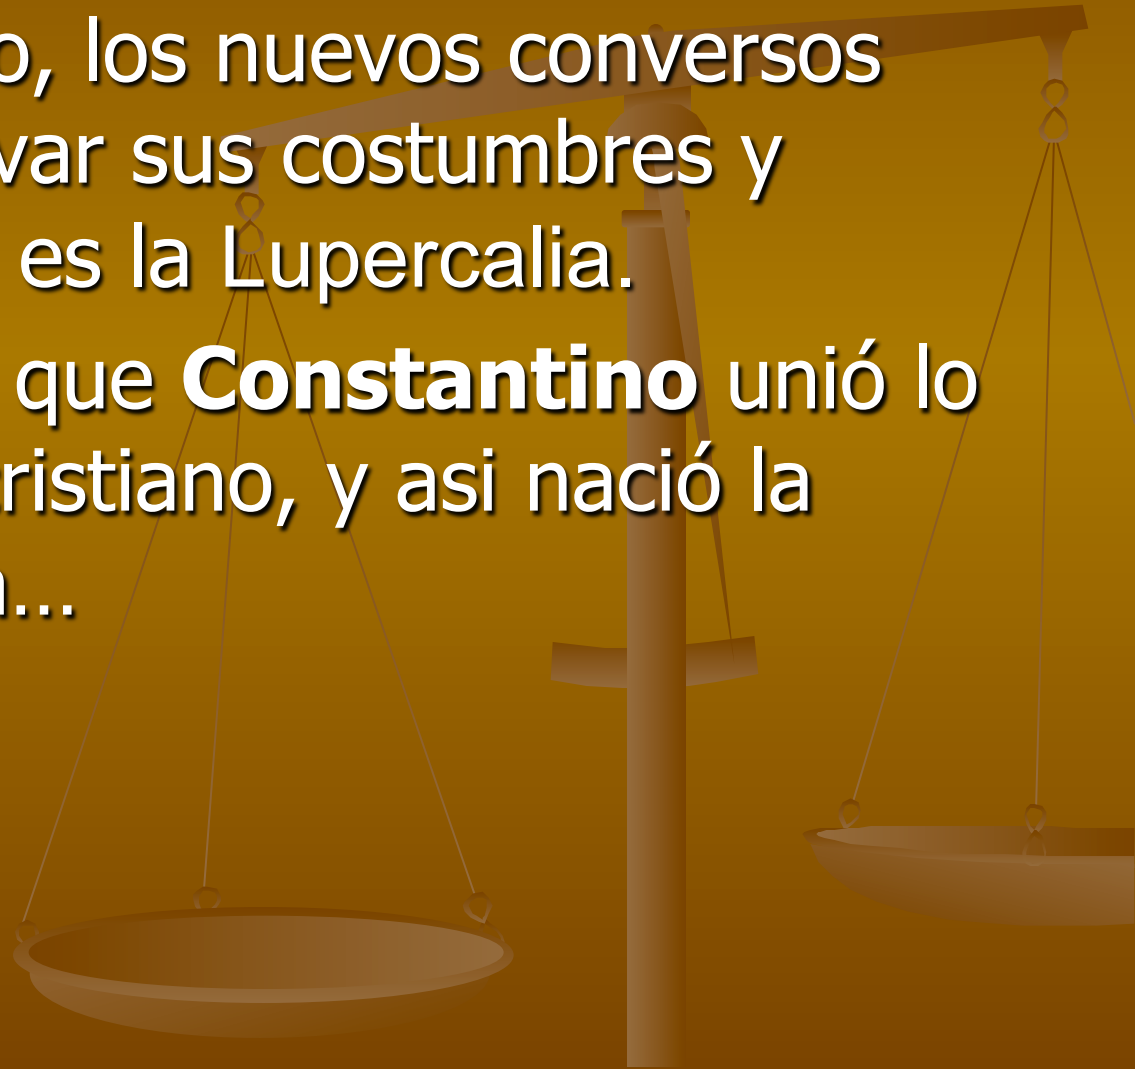 o, los nuevos conversos
var sus costumbres y
es la Lupercalia.
que Constantino unió lo
ristiano, y asi nació la
...